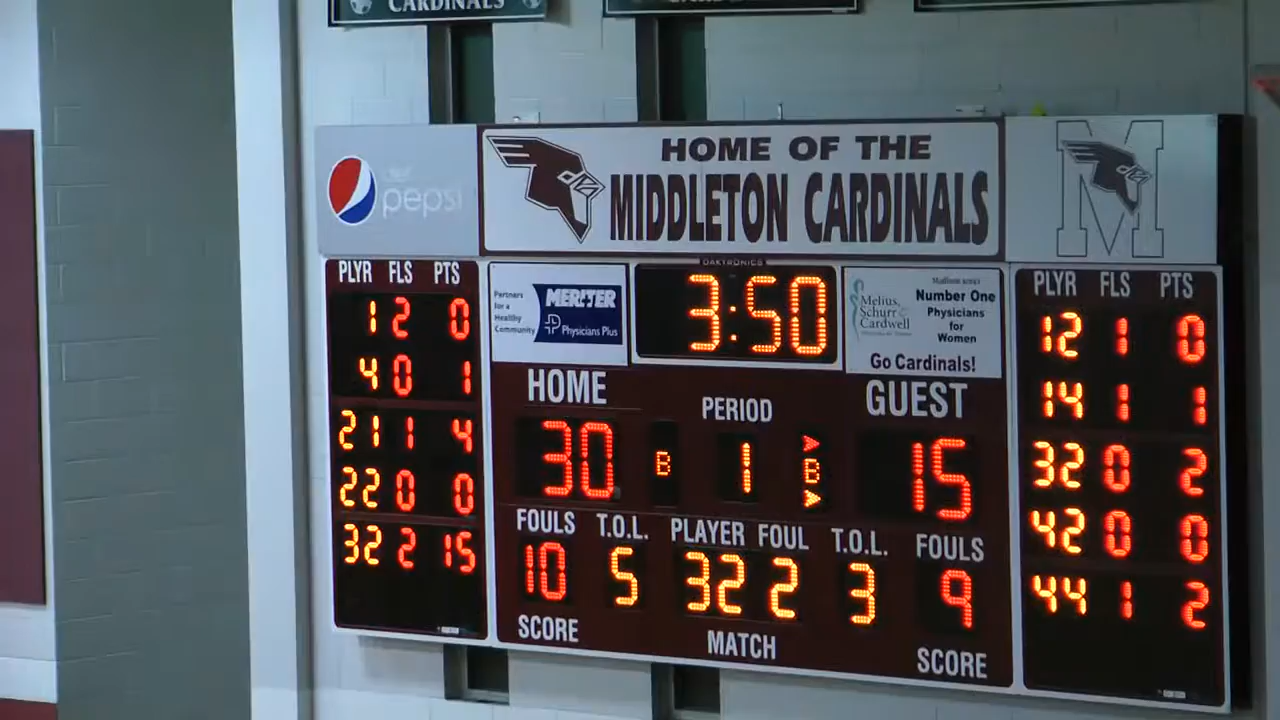 CARDINALS
pepsi
HOME OF THE
MIDDLETON CARDINALS
M
DAKTRONICS
PLYR FLS PTS
1 2 0
4 0 1
21 1 4
22 0 0
32 2 15
Partners
for a
Healthy
Community
MERITER
Physicians Plus
3:50
Melius,
Schurr &
Cardwell
Number One
Physicians
for
Women
Go Cardinals!
HOME
PERIOD
GUEST
30
B
1
B
15
FOULS T.O.L. PLAYER FOUL T.O.L. FOULS
10 5 32 2 3 9
SCORE
MATCH
SCORE
PLYR FLS PTS
12 1 0
14 1 1
32 0 2
42 0 0
44 1 2